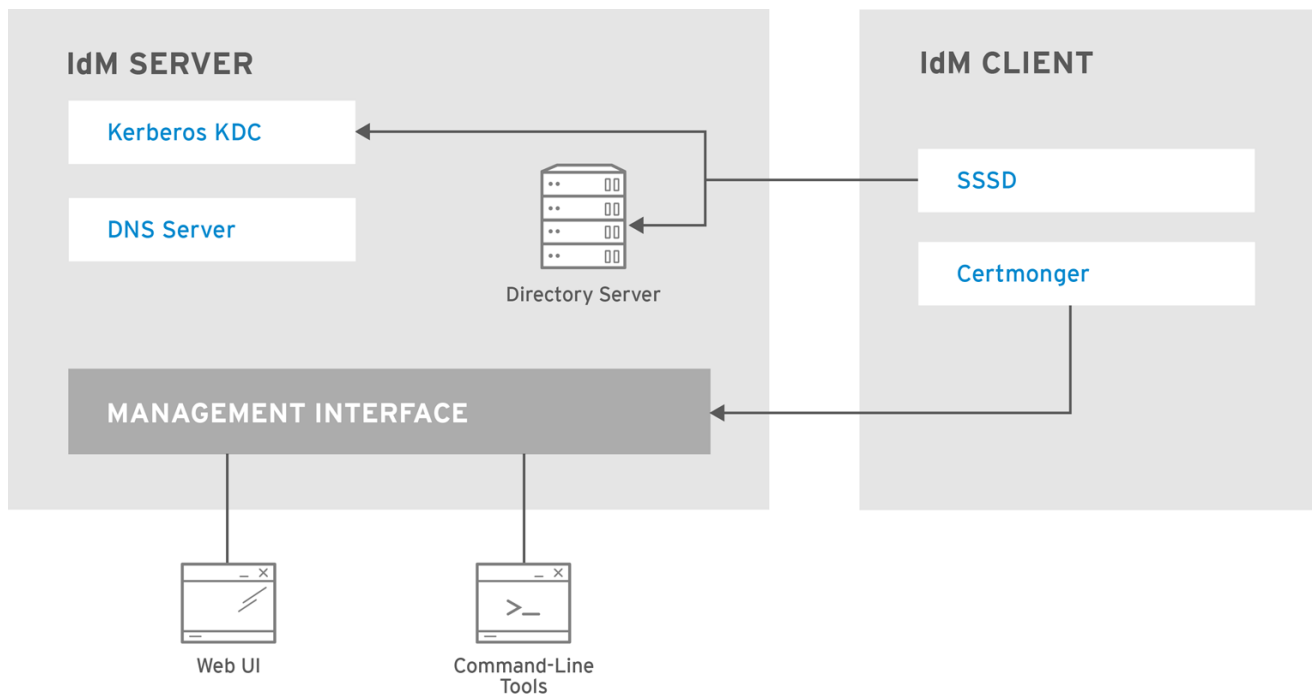 IdM SERVER
Kerberos KDC
DNS Server
Directory Server
MANAGEMENT INTERFACE
Web UI
Command-Line
Tools
IdM CLIENT
SSSD
Certmonger